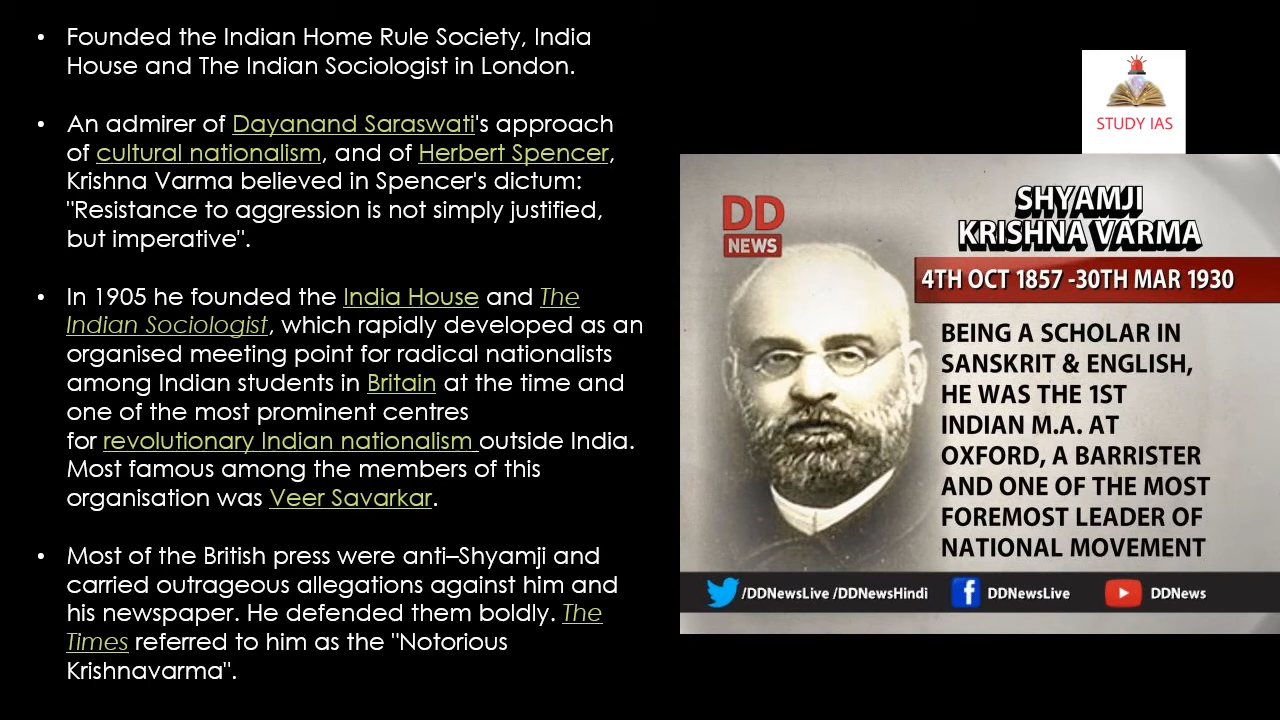 • Founded the Indian Home Rule Society, India
House and The Indian Sociologist in London.
• An admirer of Dayanand Saraswati's approach
of cultural nationalism, and of Herbert Spencer,
Krishna Varma believed in Spencer's dictum:
"Resistance to aggression is not simply justified,
but imperative".
• In 1905 he founded the India House and The
Indian Sociologist, which rapidly developed as an
organised meeting point for radical nationalists
among Indian students in Britain at the time and
one of the most prominent centres
for revolutionary Indian nationalism outside India.
Most famous among the members of this
organisation was Veer Savarkar.
• Most of the British press were anti–Shyamji and
carried outrageous allegations against him and
his newspaper. He defended them boldly. The
Times referred to him as the "Notorious
Krishnavarma".
STUDY IAS
DD
NEWS
SHYAMJI
KRISHNA VARMA
4TH OCT 1857 -30TH MAR 1930
BEING A SCHOLAR IN
SANSKRIT & ENGLISH,
HE WAS THE 1ST
INDIAN M.A. AT
OXFORD, A BARRISTER
AND ONE OF THE MOST
FOREMOST LEADER OF
NATIONAL MOVEMENT
/DDNewsLive /DDNewsHindi
DDNewsLive
DDNews